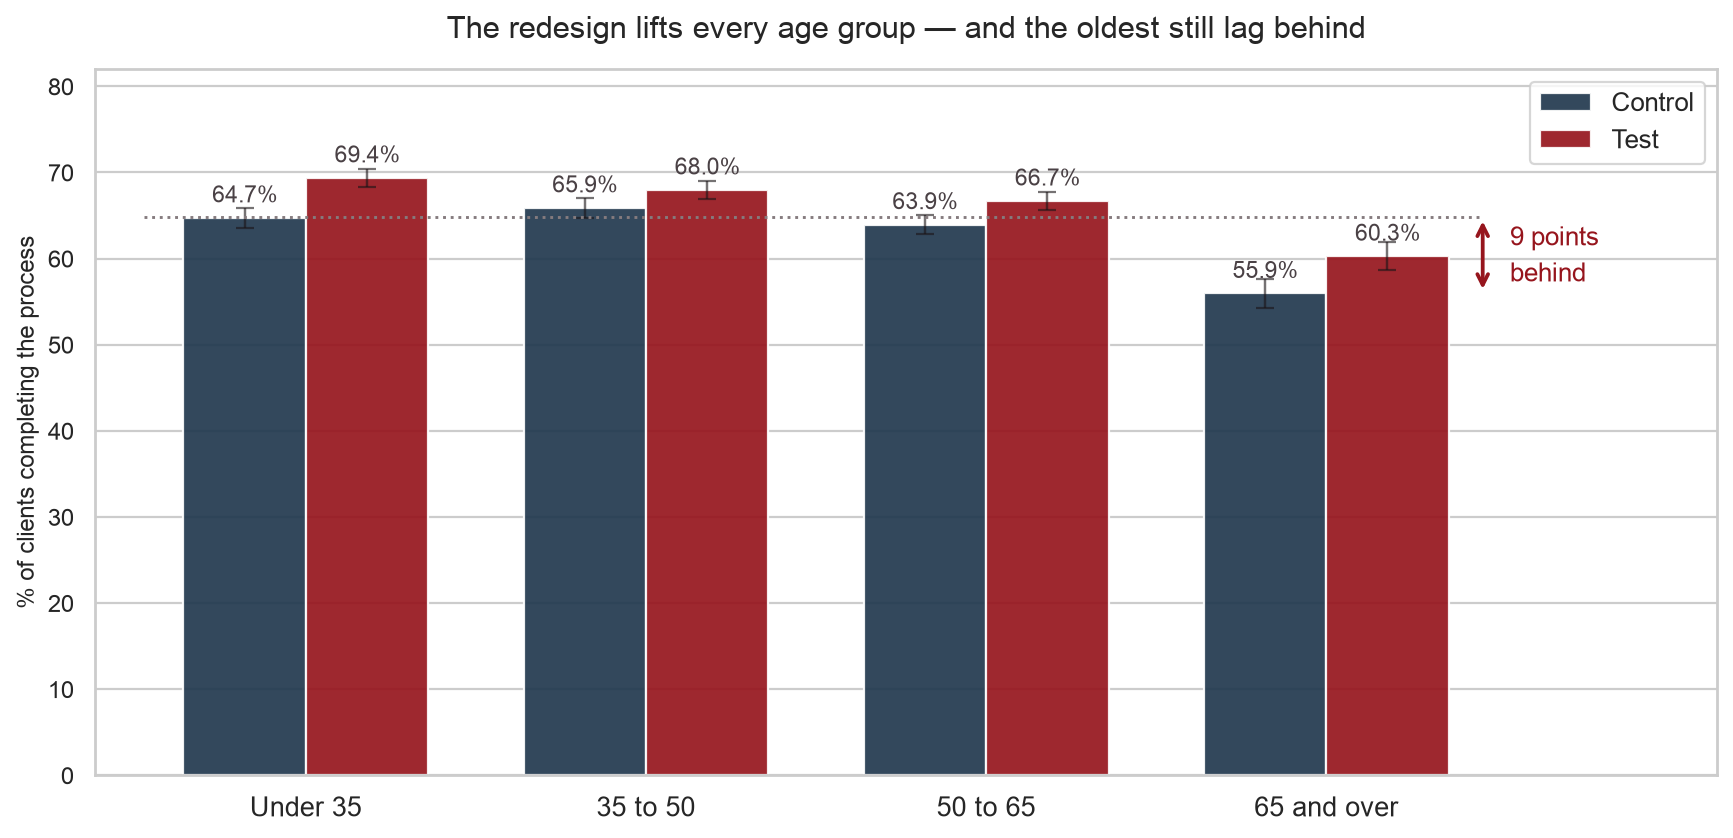 The redesign lifts every age group — and the oldest still lag behind
% of clients completing the process
80
70
60
50
40
30
20
10
0
Control
Test
64.7%
69.4%
65.9%
68.0%
63.9%
66.7%
55.9%
60.3%
9 points
behind
Under 35
35 to 50
50 to 65
65 and over